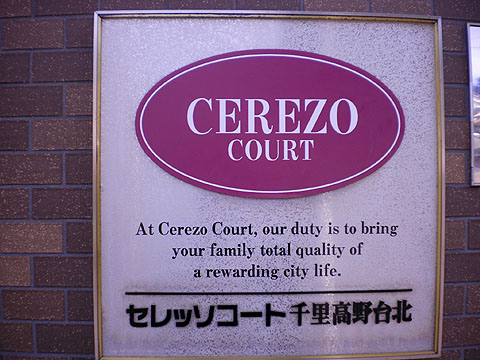 CEREZO
COURT
At Cerezo Court, our duty is to bring
your family total quality of
a rewarding city life.
セレッソコート千里高野台北